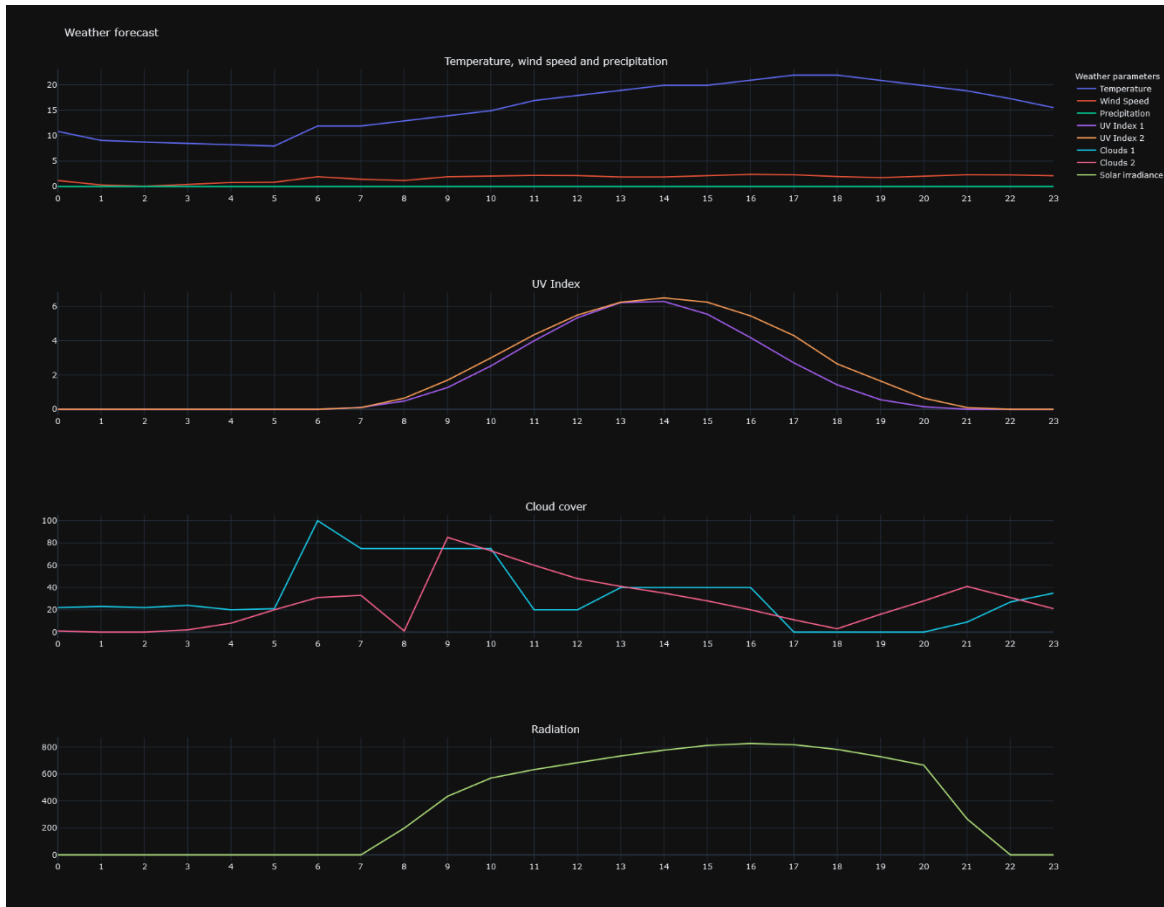 Weather forecast
Temperature, wind speed and precipitation
20
15
10
5
0
0 1 2 3 4 5 6 7 8 9 10 11 12 13 14 15 16 17 18 19 20 21 22 23
Weather parameters
Temperature
Wind Speed
Precipitation
UV Index 1
UV Index 2
Clouds 1
Clouds 2
Solar irradiance
UV Index
6
4
2
0
0 1 2 3 4 5 6 7 8 9 10 11 12 13 14 15 16 17 18 19 20 21 22 23
Cloud cover
100
80
60
40
20
0
0 1 2 3 4 5 6 7 8 9 10 11 12 13 14 15 16 17 18 19 20 21 22 23
Radiation
800
600
400
200
0
0 1 2 3 4 5 6 7 8 9 10 11 12 13 14 15 16 17 18 19 20 21 22 23